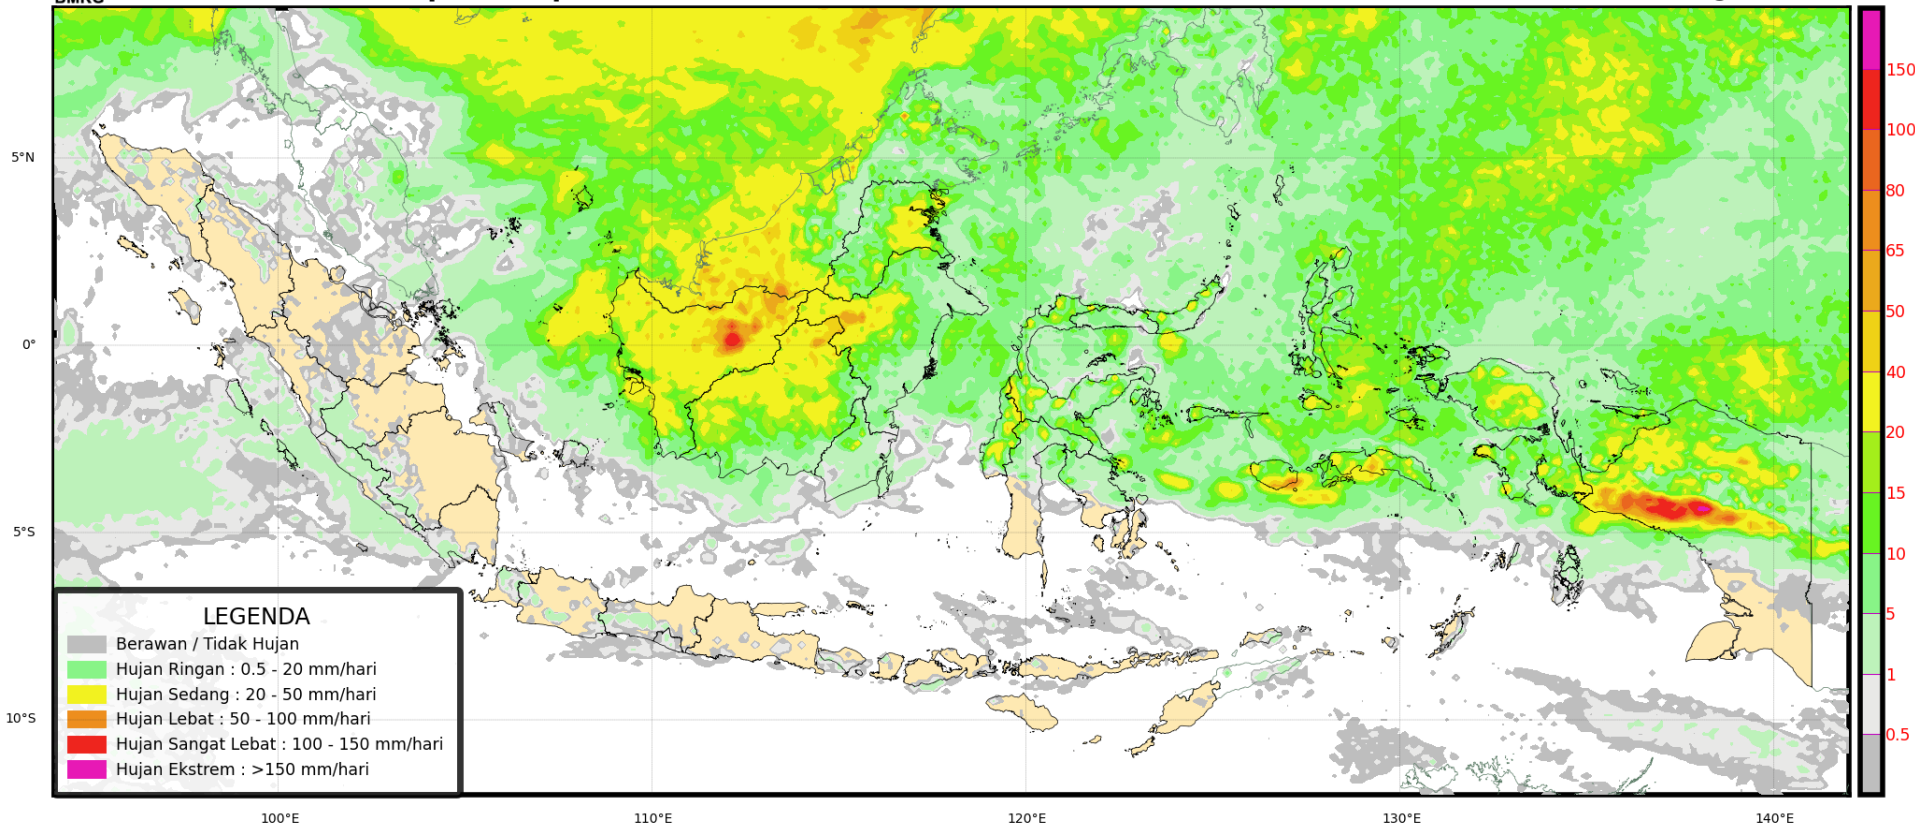 BMKG
5°N
0°
5°S
10°S
100°E
110°E
120°E
130°E
140°E
LEGENDA
Berawan / Tidak Hujan
Hujan Ringan : 0.5 - 20 mm/hari
Hujan Sedang : 20 - 50 mm/hari
Hujan Lebat : 50 - 100 mm/hari
Hujan Sangat Lebat : 100 - 150 mm/hari
Hujan Ekstrem : >150 mm/hari
150
100
80
65
50
40
20
15
10
5
1
0.5